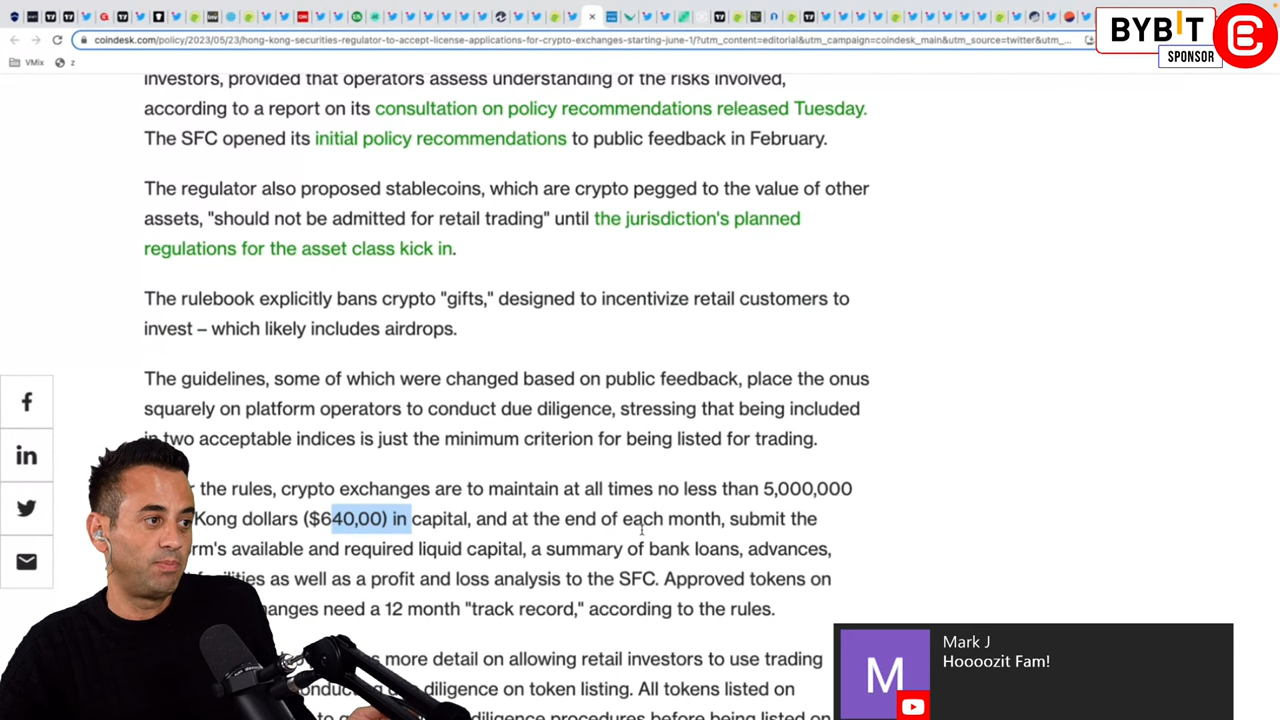 BYBIT
SPONSOR
coindesk.com/policy/2023/05/23/hong-kong-securities-regulator-to-accept-license-applications-for-crypto-exchanges-starting-june-1/?utm_content=editorial&utm_campaign=coindesk_main&utm_source=twitter&utm_...
VMix
z
investors, provided that operators assess understanding of the risks involved,
according to a report on its consultation on policy recommendations released Tuesday.
The SFC opened its initial policy recommendations to public feedback in February.
The regulator also proposed stablecoins, which are crypto pegged to the value of other
assets, "should not be admitted for retail trading" until the jurisdiction's planned
regulations for the asset class kick in.
The rulebook explicitly bans crypto "gifts," designed to incentivize retail customers to
invest – which likely includes airdrops.
The guidelines, some of which were changed based on public feedback, place the onus
squarely on platform operators to conduct due diligence, stressing that being included
in two acceptable indices is just the minimum criterion for being listed for trading.
the rules, crypto exchanges are to maintain at all times no less than 5,000,000
Kong dollars ($640,00) in capital, and at the end of each month, submit the
available and required liquid capital, a summary of bank loans, advances,
as well as a profit and loss analysis to the SFC. Approved tokens on
need a 12 month "track record," according to the rules.
more detail on allowing retail investors to use trading
diligence on token listing. All tokens listed on
diligence procedures before being listed on
Mark J
Hoooozit Fam!
M